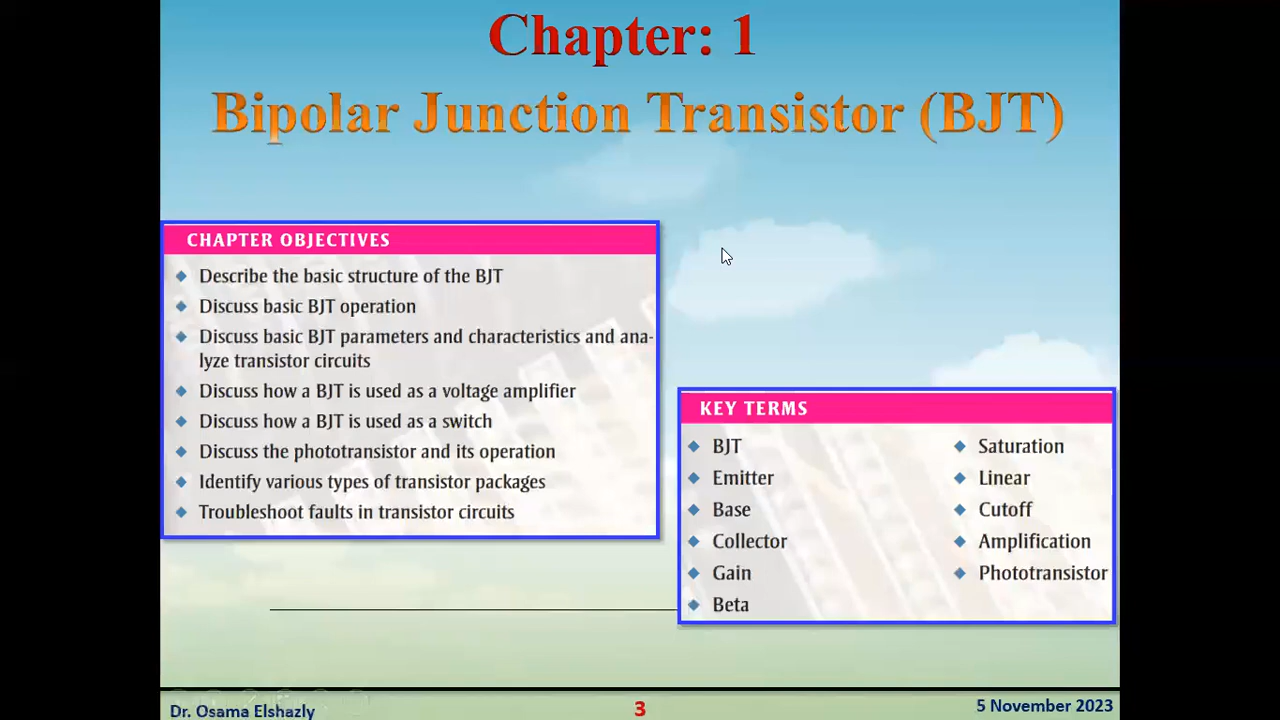 Chapter: 1
Bipolar Junction Transistor (BJT)
CHAPTER OBJECTIVES
Describe the basic structure of the BJT
Discuss basic BJT operation
Discuss basic BJT parameters and characteristics and ana-
lyze transistor circuits
Discuss how a BJT is used as a voltage amplifier
Discuss how a BJT is used as a switch
Discuss the phototransistor and its operation
Identify various types of transistor packages
Troubleshoot faults in transistor circuits
KEY TERMS
BJT
Emitter
Base
Collector
Gain
Beta
Saturation
Linear
Cutoff
Amplification
Phototransistor
Dr. Osama Elshazly
3
5 November 2023